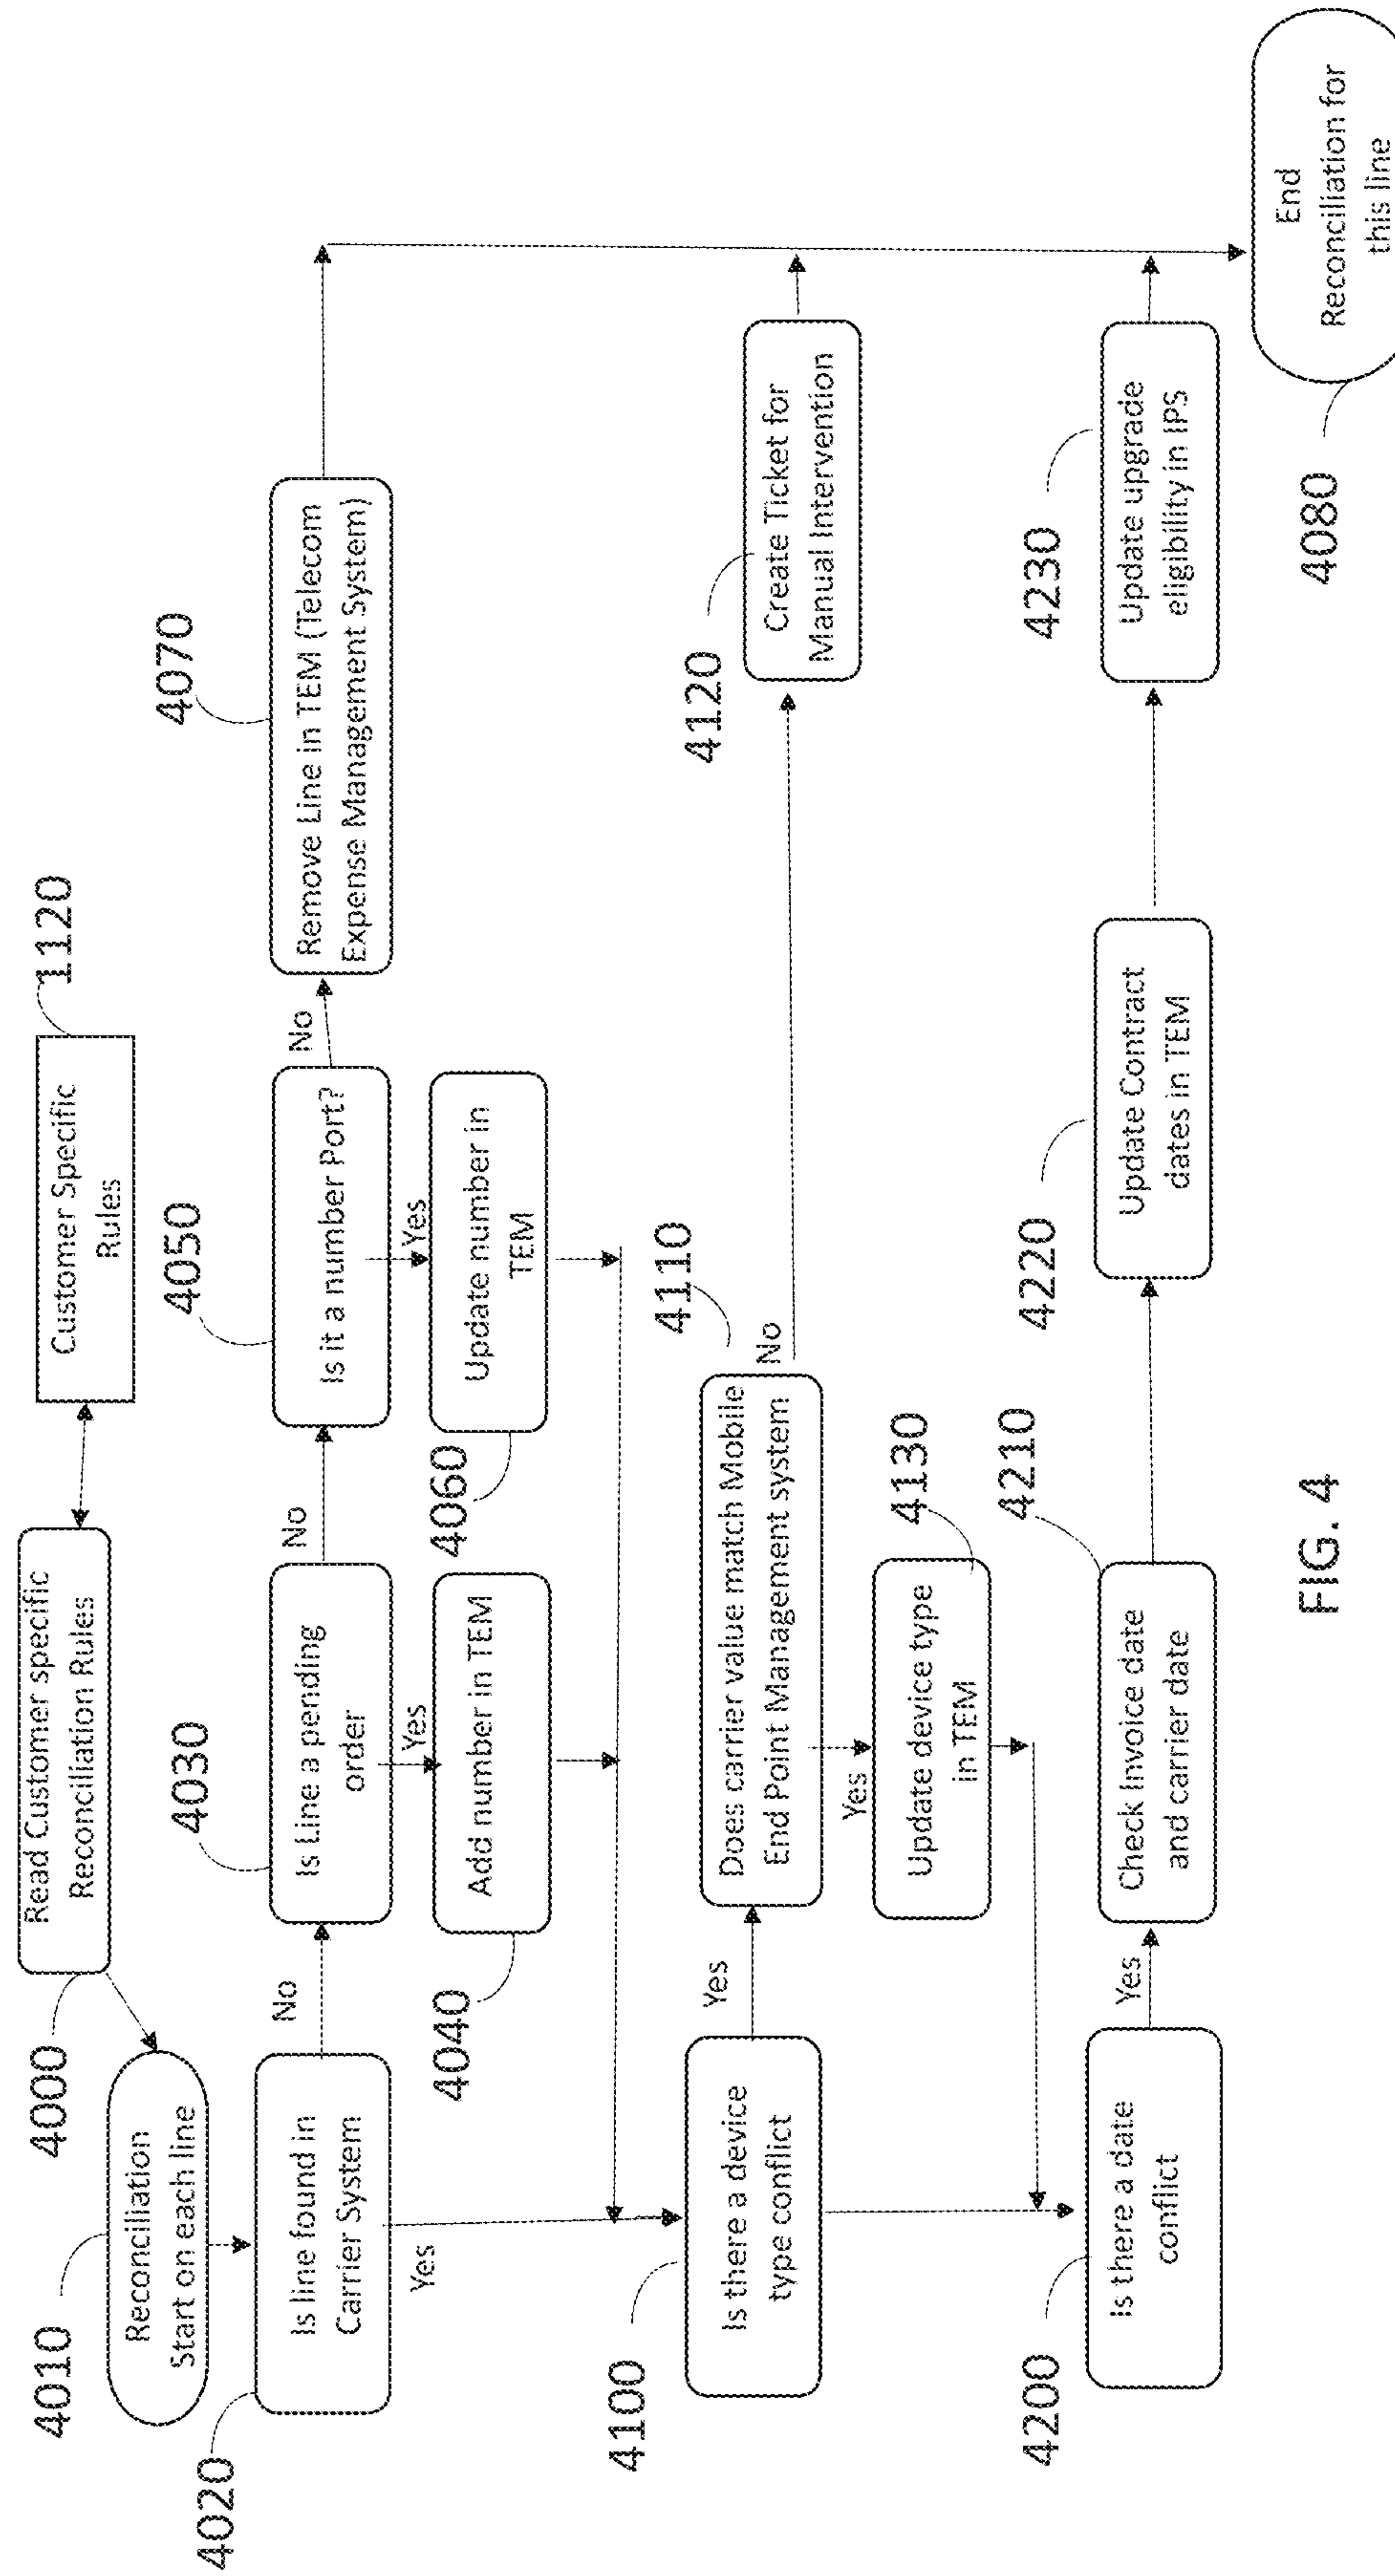 4000
Read Customer specific
Reconciliation Rules
Customer Specific
Rules
1120
4010
Reconciliation
Start on each line
4020
Is line found in
Carrier System
No
Yes
4030
Is Line a pending
order
No
Yes
4040
Add number in TEM
4050
Is it a number Port?
No
Yes
4060
Update number in
TEM
4070
Remove Line in TEM (Telecom
Expense Management System)
4100
Is there a device
type conflict
Yes
4110
Does carrier value match Mobile
End Point Management system
No
Yes
4120
Create Ticket for
Manual Intervention
4130
Update device type
in TEM
4200
Is there a date
conflict
Yes
4210
Check Invoice date
and carrier date
4220
Update Contract
dates in TEM
4230
Update upgrade
eligibility in IPS
4080
End
Reconciliation for
this line
FIG. 4